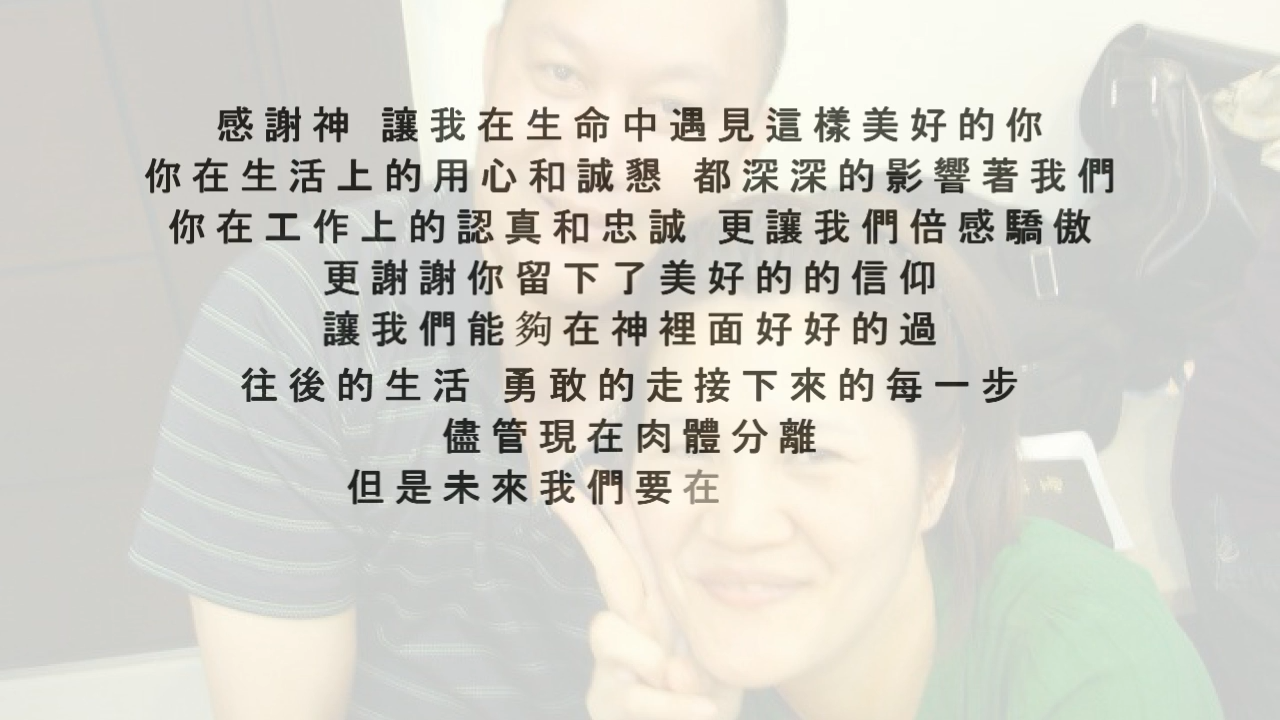 感謝神 讓我在生命中遇見這樣美好的你
你在生活上的用心和誠懇 都深深的影響著我們
你在工作上的認真和忠誠 更讓我們倍感驕傲
更謝謝你留下了美好的的信仰
讓我們能夠在神裡面好好的過
往後的生活 勇敢的走接下來的每一步
儘管現在肉體分離
但是未來我們要在